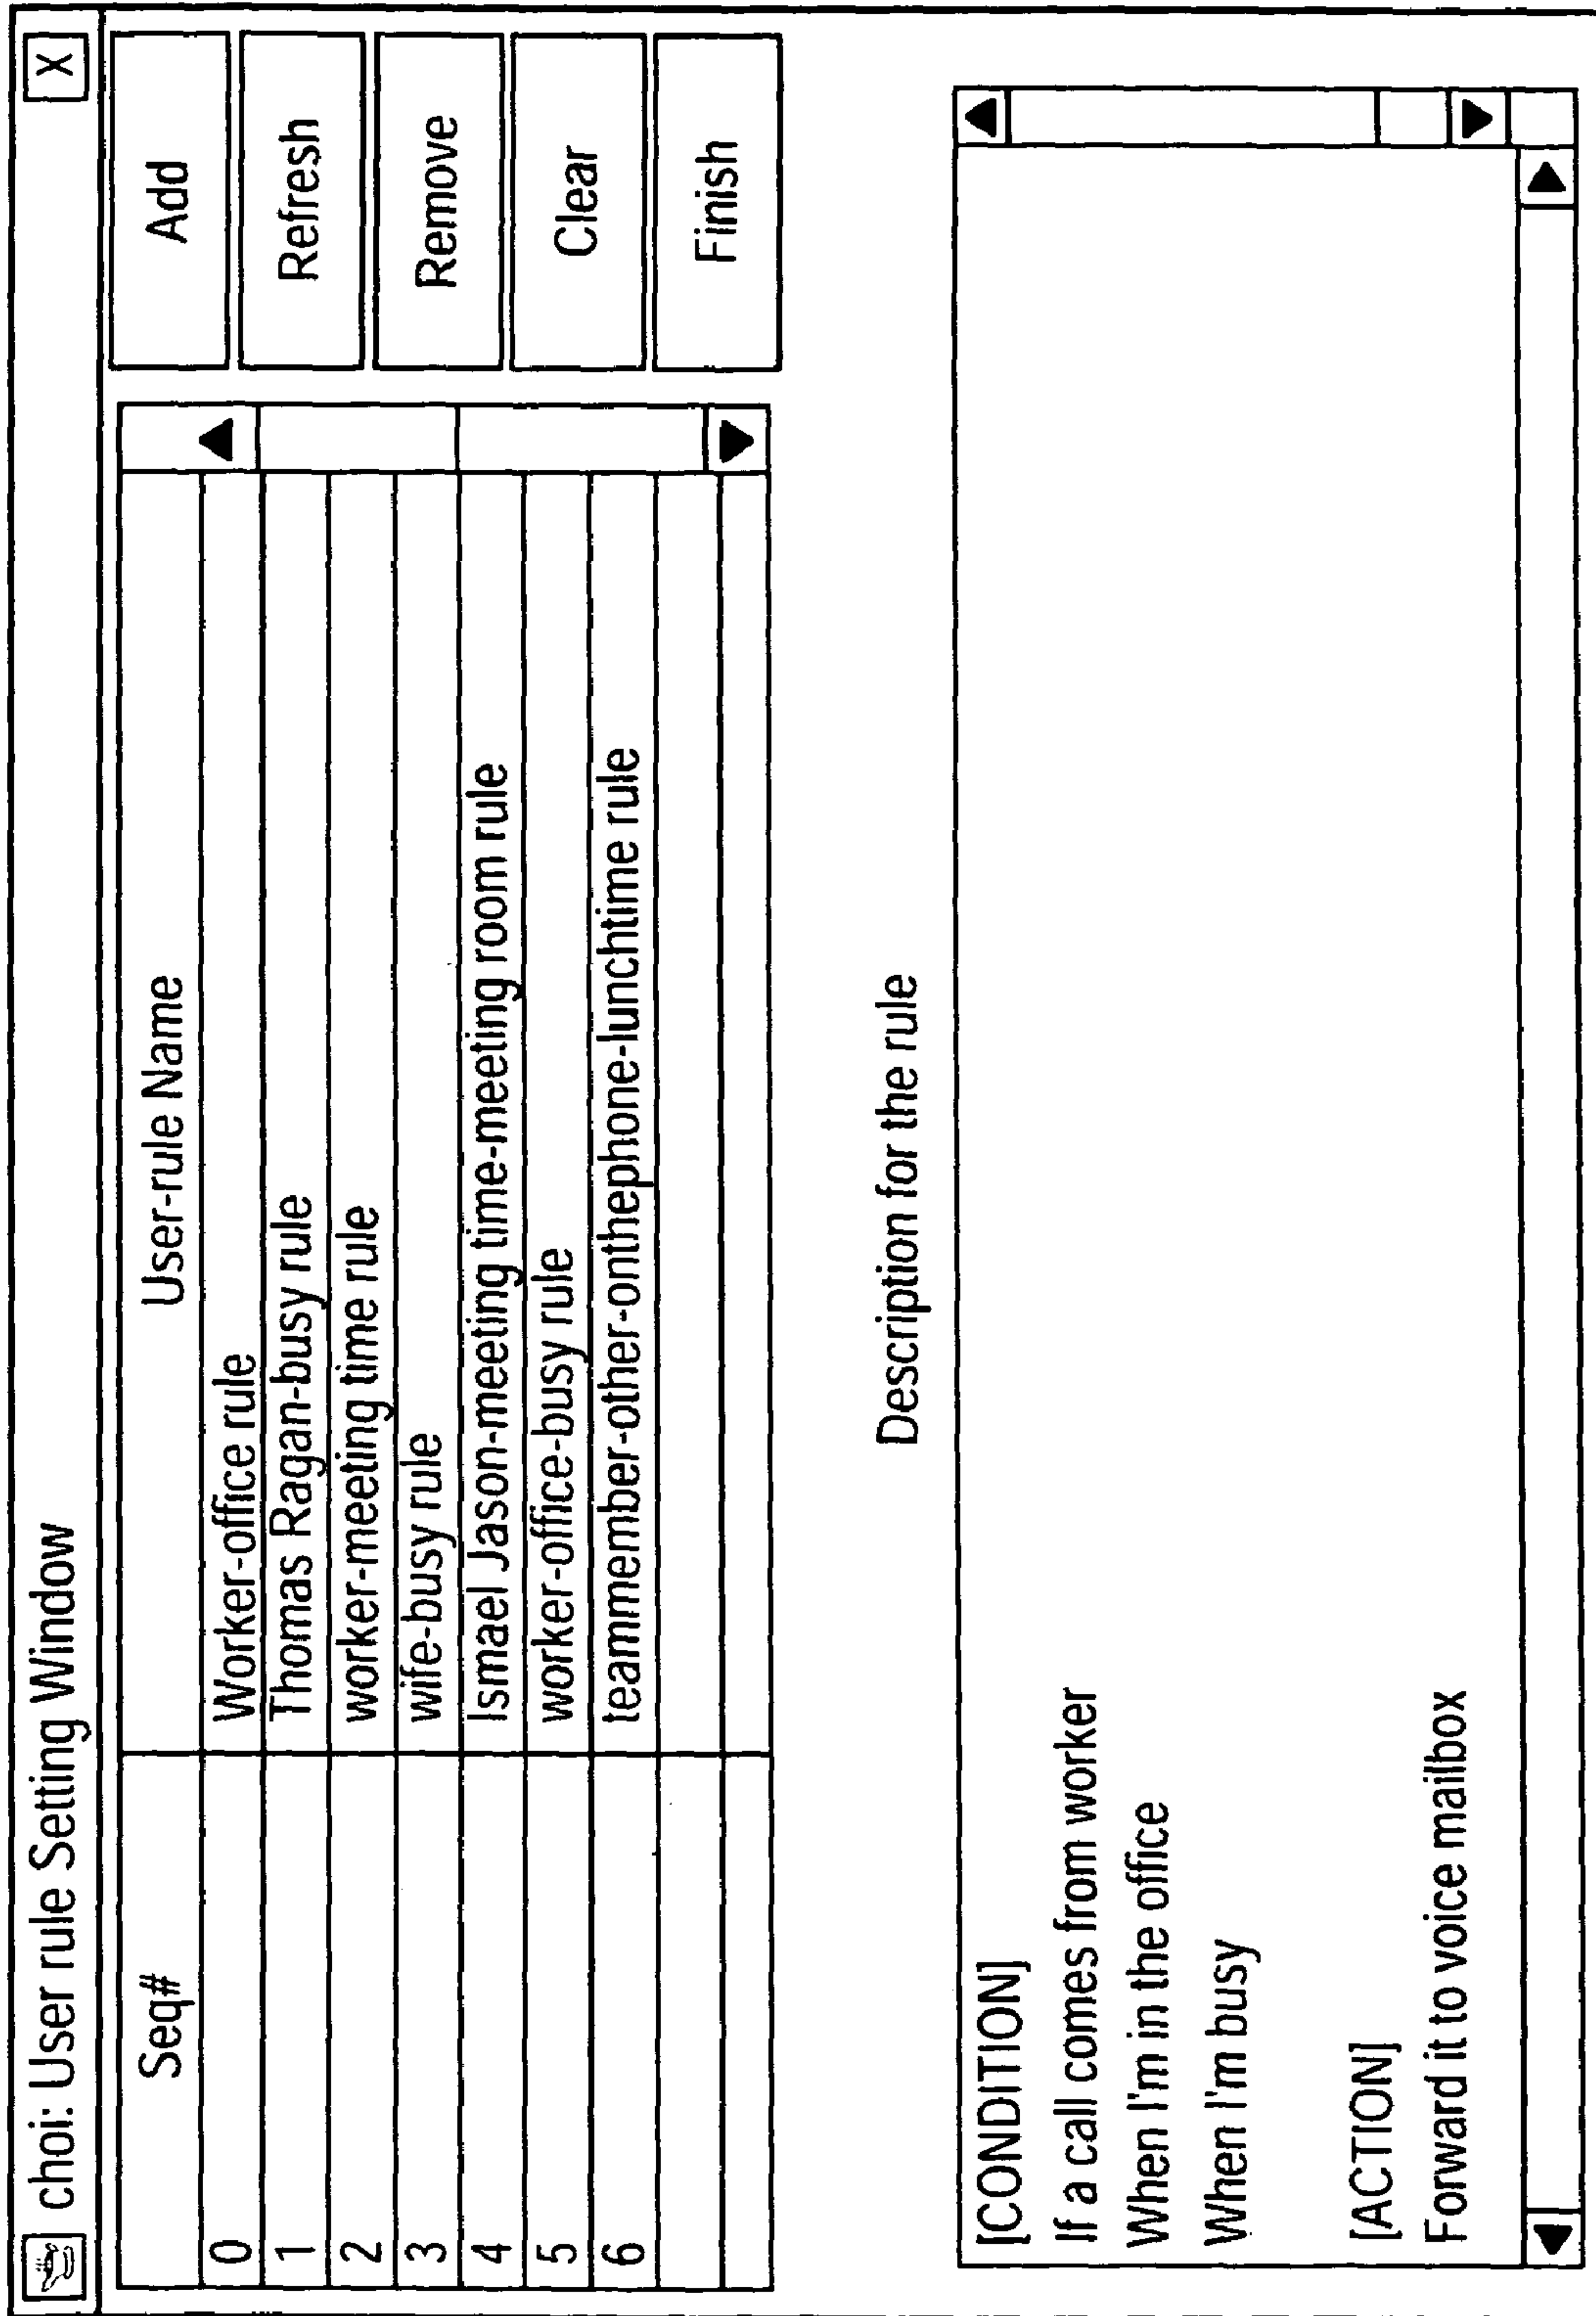 choi: User rule Setting Window
X
Seq# User-rule Name
0 Worker-office rule
1 Thomas Ragan-busy rule
2 worker-meeting time rule
3 wife-busy rule
4 Ismael Jason-meeting time-meeting room rule
5 worker-office-busy rule
6 teammember-other-onthephone-lunchtime rule
Add
Refresh
Remove
Clear
Finish
Description for the rule
[CONDITION]
If a call comes from worker
When I'm in the office
When I'm busy
[ACTION]
Forward it to voice mailbox